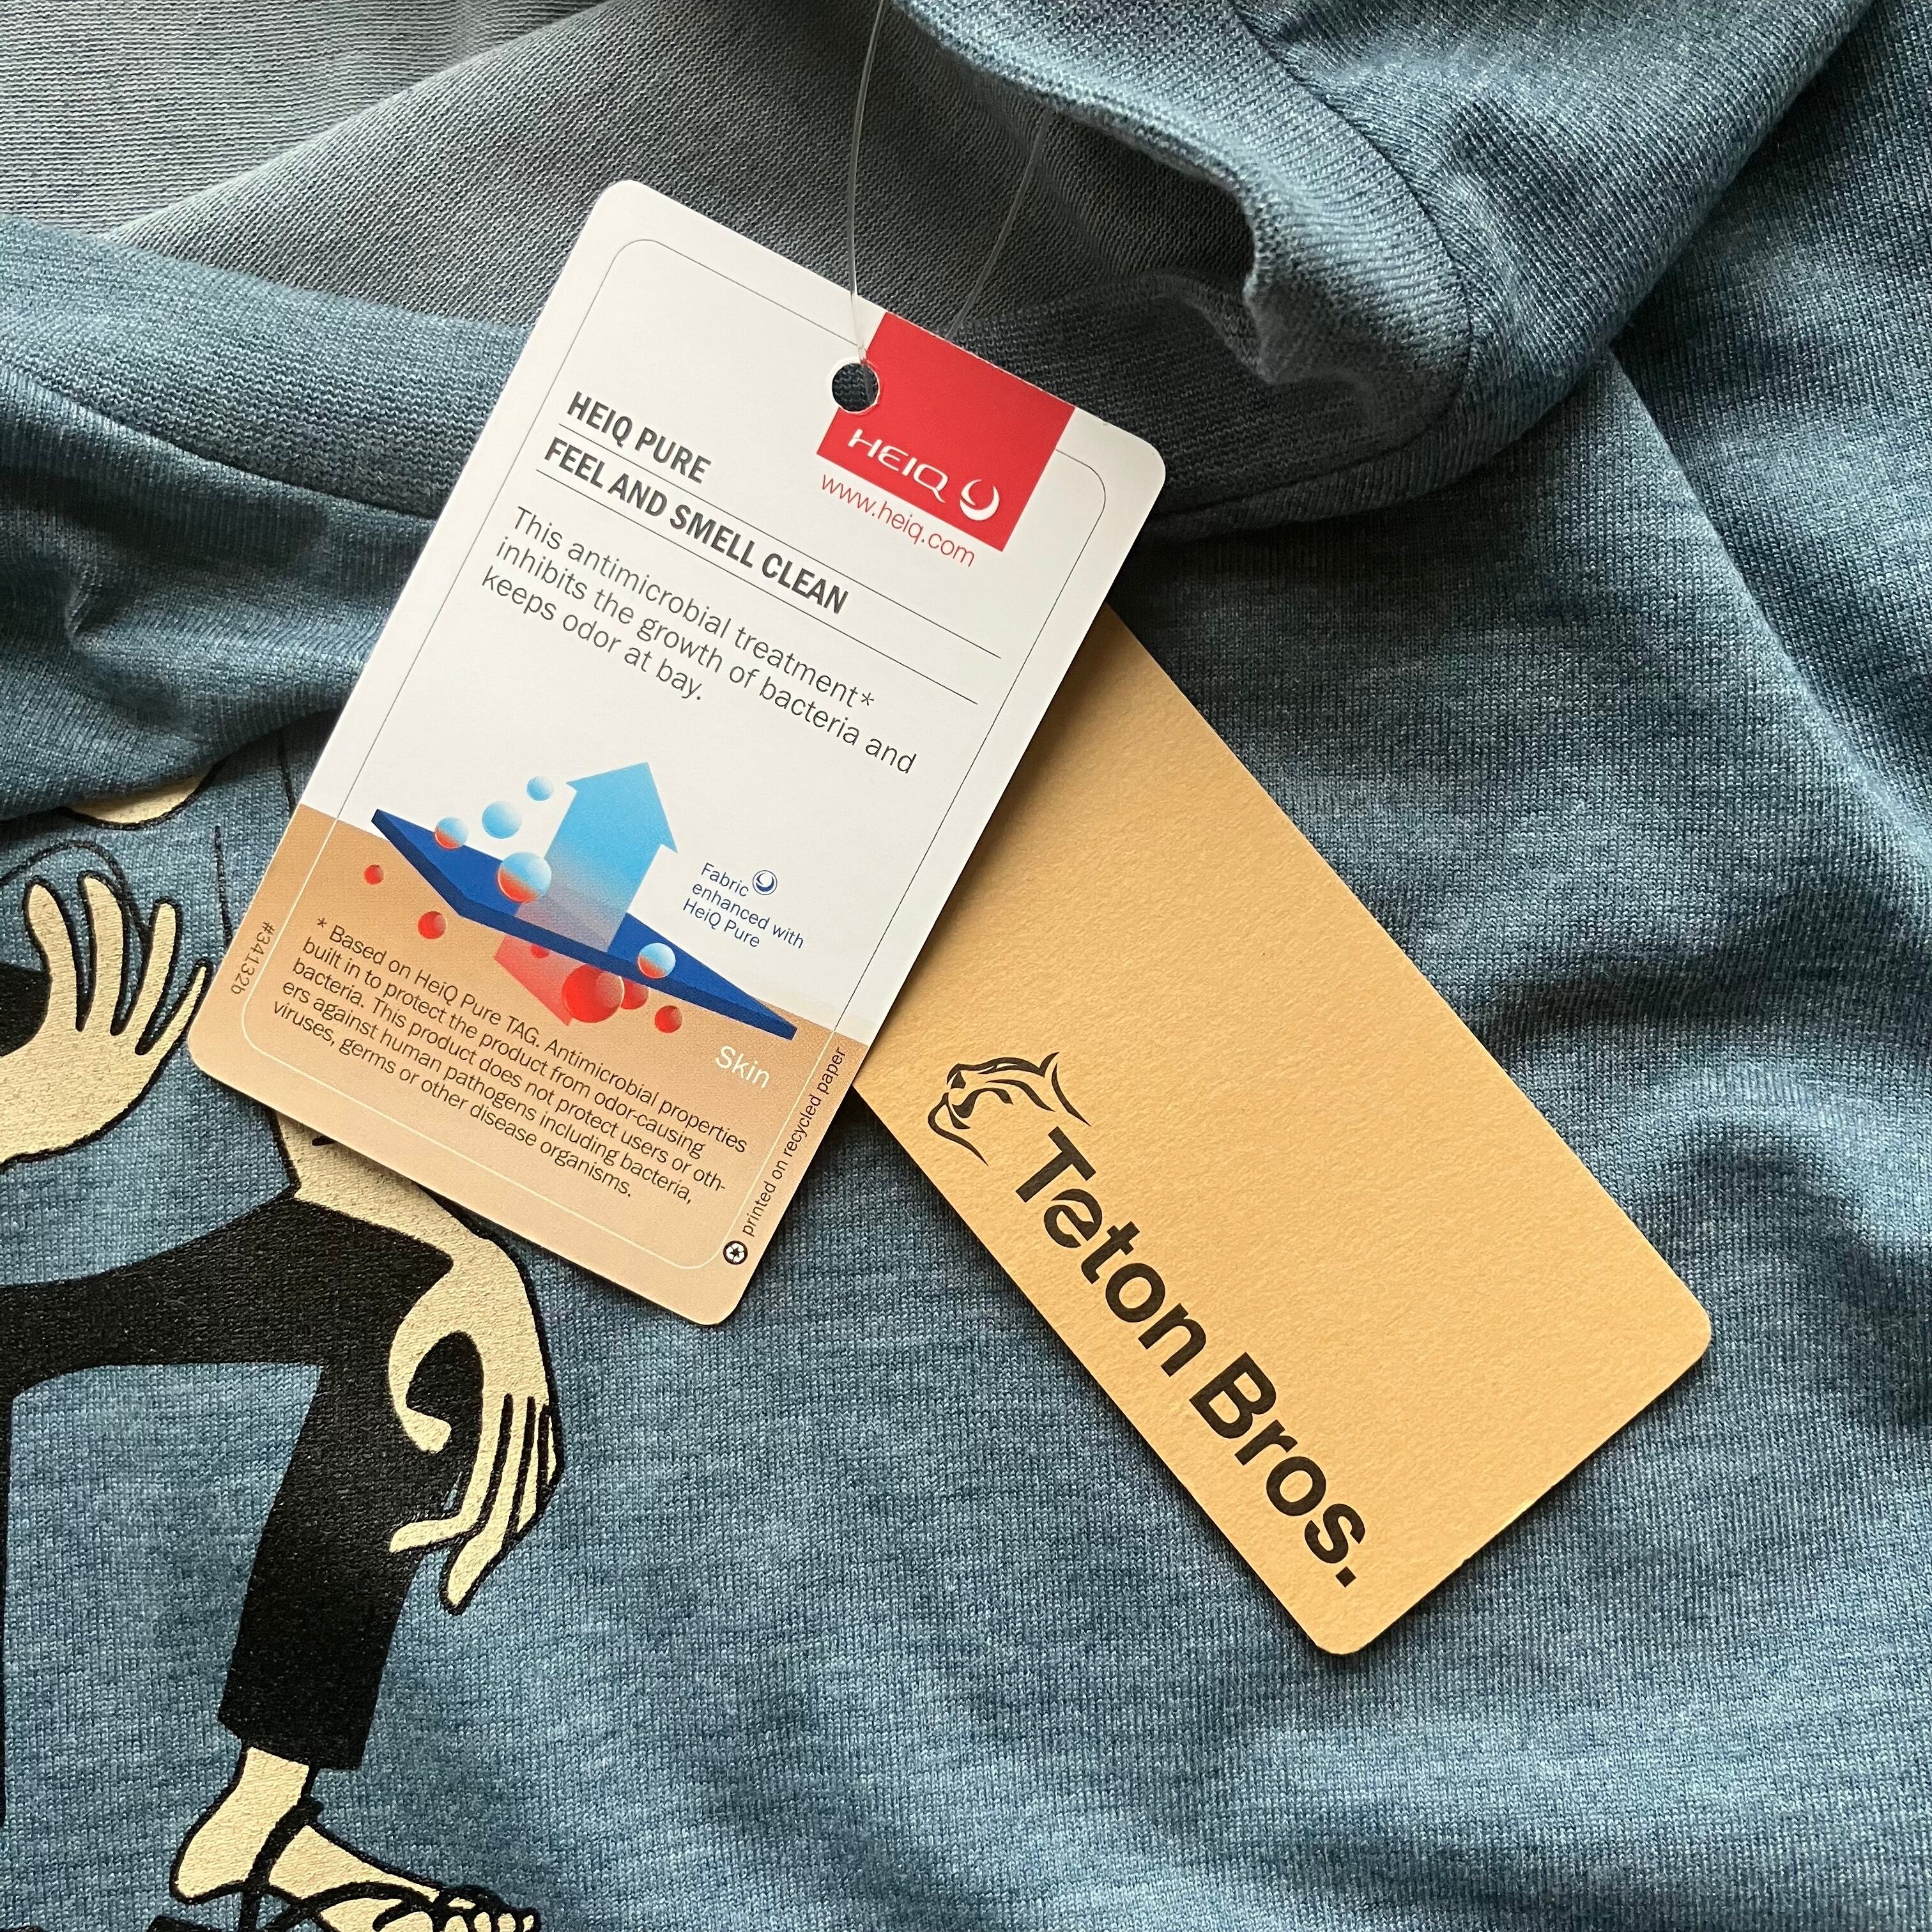 HEIQ
www.heiq.com
HEIQ PURE
FEEL AND SMELL CLEAN
This antimicrobial treatment*
inhibits the growth of bacteria and
keeps odor at bay.
Fabric
enhanced with
HeiQ Pure
Skin
* Based on HeiQ Pure TAG. Antimicrobial properties
built in to protect the product from odor-causing
bacteria. This product does not protect users or oth-
ers against human pathogens including bacteria,
viruses, germs or other disease organisms.
#341132b
printed on recycled paper
Teton Bros.